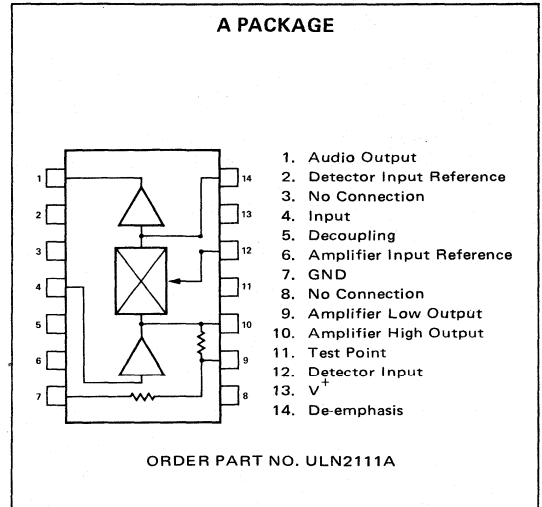 A PACKAGE
1
2
3
4
5
6
7
14
13
12
11
10
9
8
1. Audio Output
2. Detector Input Reference
3. No Connection
4. Input
5. Decoupling
6. Amplifier Input Reference
7. GND
8. No Connection
9. Amplifier Low Output
10. Amplifier High Output
11. Test Point
12. Detector Input
13. V+
14. De-emphasis
ORDER PART NO. ULN2111A